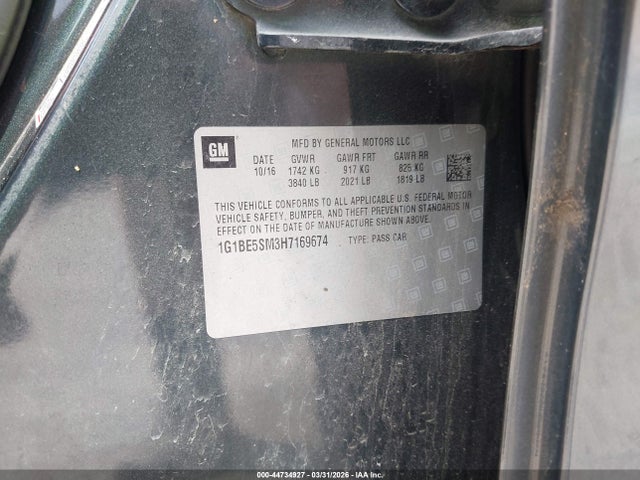 GM
MFD BY GENERAL MOTORS LLC
DATE GVWR GAWR FRT GAWR RR
10/16 1742 KG 917 KG 825 KG
3840 LB 2021 LB 1819 LB
THIS VEHICLE CONFORMS TO ALL APPLICABLE U.S. FEDERAL MOTOR
VEHICLE SAFETY, BUMPER, AND THEFT PREVENTION STANDARDS IN
EFFECT ON THE DATE OF MANUFACTURE SHOWN ABOVE.
1G1BE5SM3H7169674 TYPE: PASS CAR
000-44734927 - 03/31/2026 - IAAI.COM